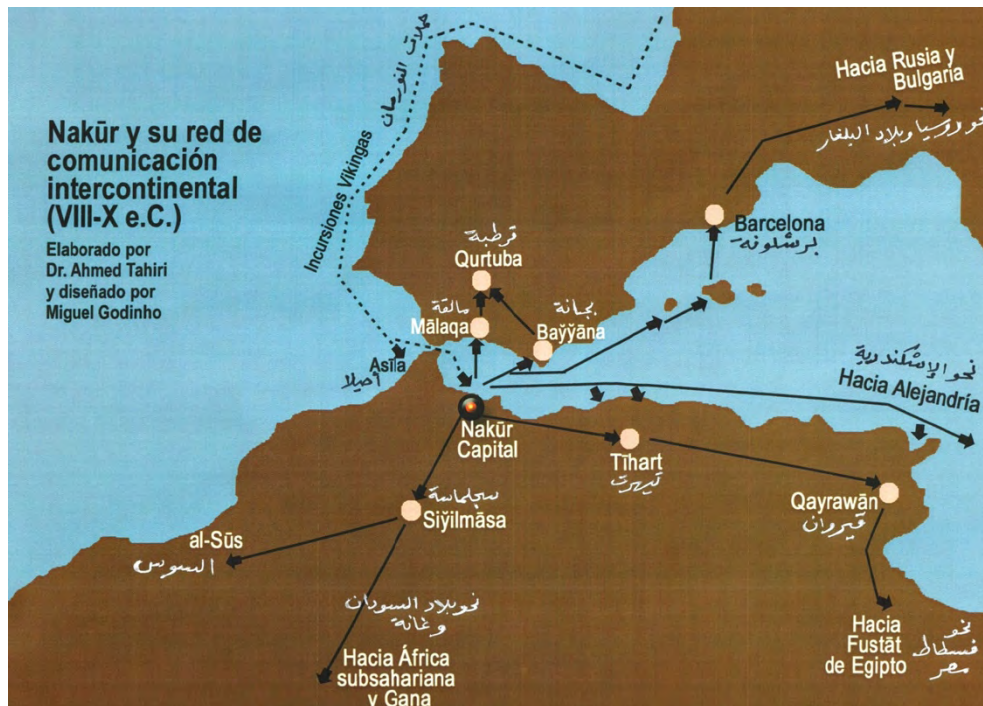 Nakūr y su red de
comunicación
intercontinental
(VIII-X e.C.)
Elaborado por
Dr. Ahmed Tahiri
y diseñado por
Miguel Godinho
حملات النورمان
Incursiones Vikingas
Hacia Rusia y
Bulgaria
نحو روسيا وبلاد البلغار
Barcelona
برشلونة
قرطبة
Qurtuba
مالقة
Mālaqa
بجانة
Baŷŷāna
Asīla
أصيلا
نحو الإسكندرية
Hacia Alejandría
Nakūr
Capital
Tīhart
تيهرت
Qayrawān
قيروان
سجلماسة
Siŷilmāsa
al-Sūs
السوس
نحو بلاد السودان
وغانة
Hacia África
subsahariana
y Gana
Hacia
Fustāt
de Egipto
نحو
فسطاط
مصر